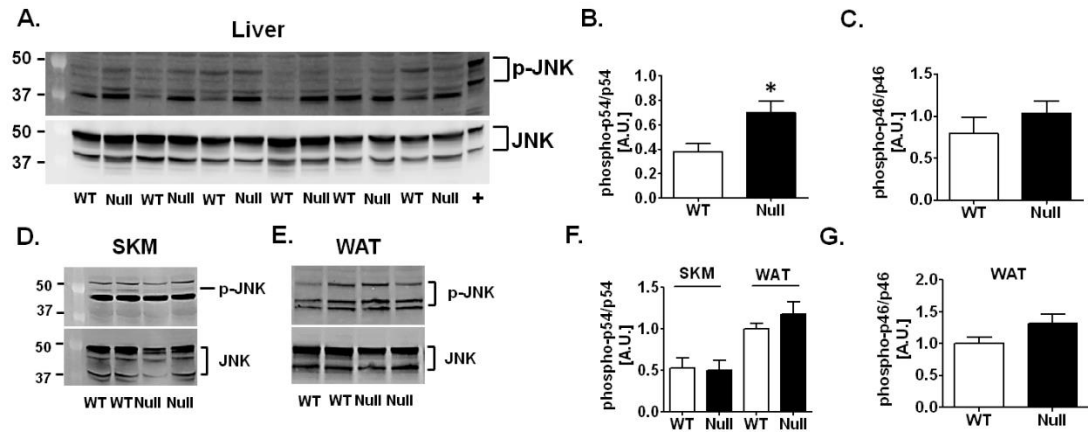 A.
Liver
50
37
p-JNK
50
37
JNK
WT Null WT Null WT Null WT Null WT Null WT Null +
B.
phospho-p54/p54
[A.U.]
1.0
0.8
0.6
0.4
0.2
0.0
*
WT Null
C.
phospho-p46/p46
[A.U.]
1.5
1.0
0.5
0.0
WT Null
D.
SKM
50
37
p-JNK
50
37
JNK
WT WT Null Null
E.
WAT
p-JNK
JNK
WT WT Null Null
F.
phospho-p54/p54
[A.U.]
1.5
1.0
0.5
0.0
SKM WAT
WT Null WT Null
G.
WAT
phospho-p46/p46
[A.U.]
2.0
1.5
1.0
0.5
0.0
WT Null